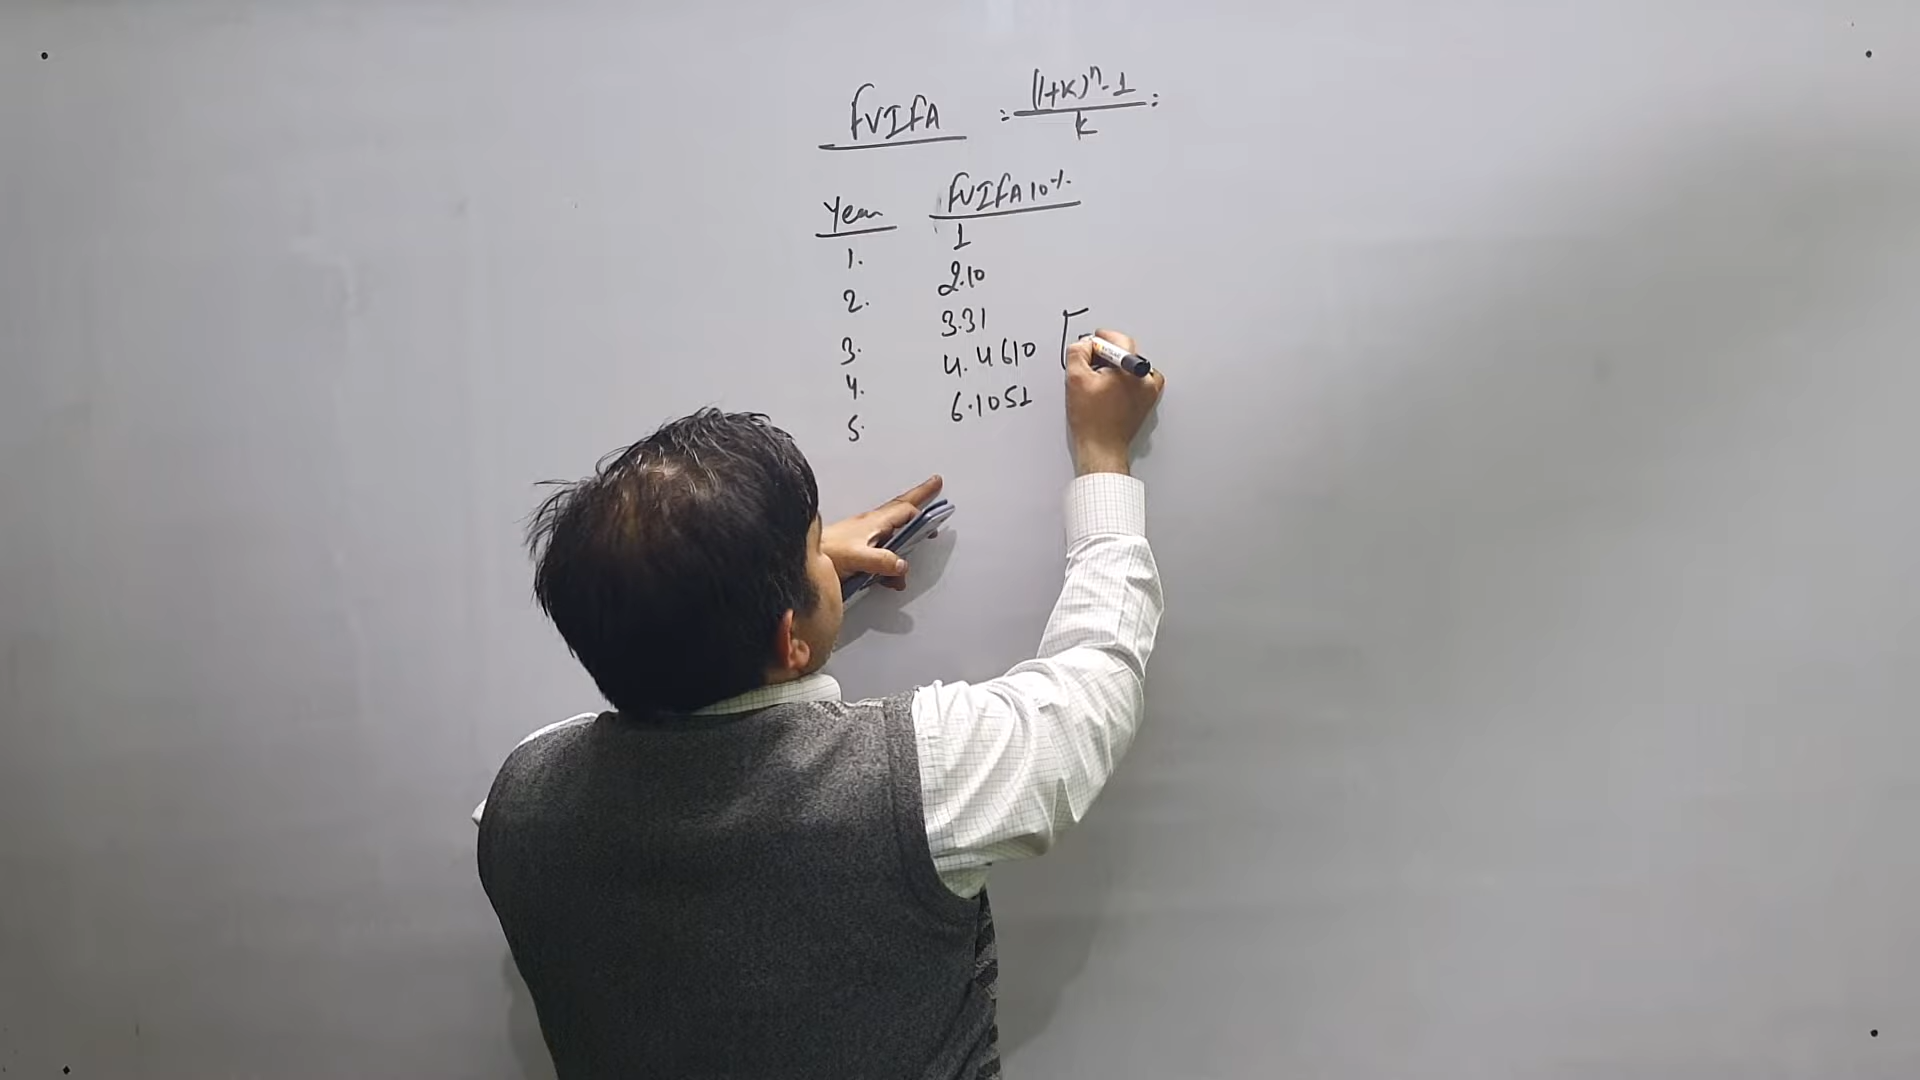 FVIFA = (1+K)^n - 1 / K =
Year FVIFA 10%
1. 1
2. 2.10
3. 3.31
4. 4.4610
5. 6.1051